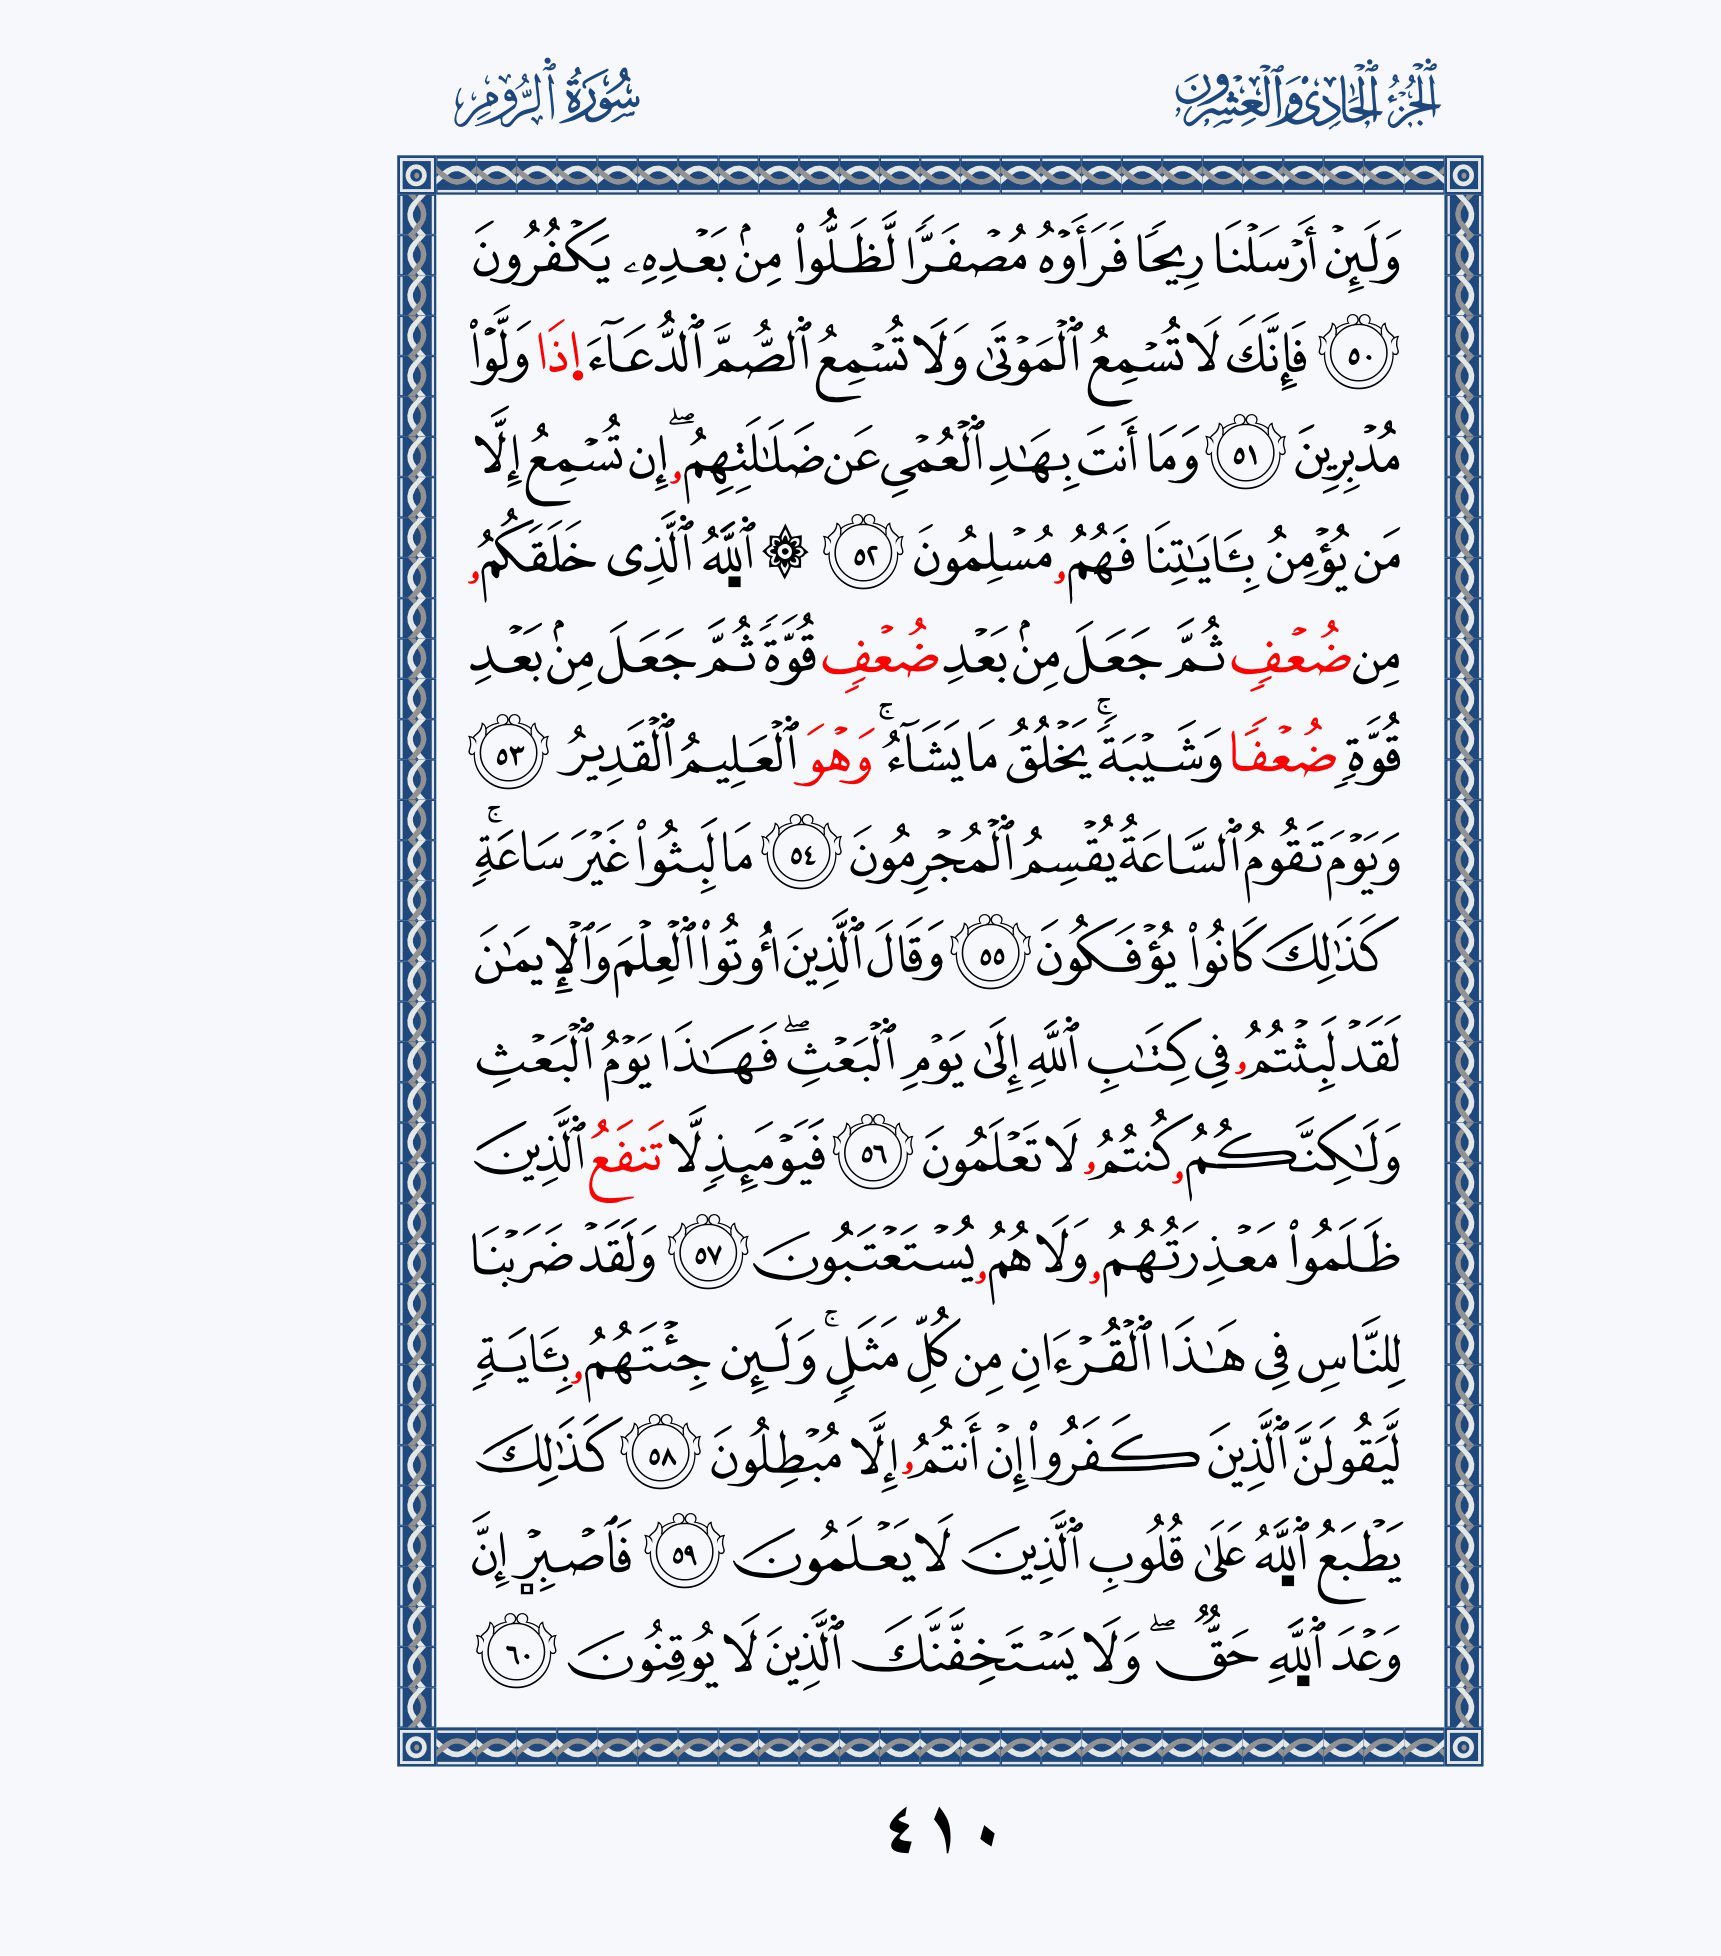 ٱلْجُزْءُ ٱلْحَادِى وَٱلْعِشْرُونَ
سُورَةُ ٱلرُّومِ
وَلَئِنْ أَرْسَلْنَا رِيحًا فَرَأَوْهُ مُصْفَرًّا لَّظَلُّوا۟ مِنۢ بَعْدِهِۦ يَكْفُرُونَ
٥٠ فَإِنَّكَ لَا تُسْمِعُ ٱلْمَوْتَىٰ وَلَا تُسْمِعُ ٱلصُّمَّ ٱلدُّعَآءَ ا۪ذَا وَلَّوْا۟
مُدْبِرِينَ ٥١ وَمَا أَنتَ بِهَـٰدِ ٱلْعُمْىِ عَن ضَلَـٰلَتِهِمُۥۖ إِن تُسْمِعُ إِلَّا
مَن يُؤْمِنُ بِـَٔايَـٰتِنَا فَهُمُۥ مُسْلِمُونَ ٥٢ ۞ ٱللَّهُ ٱلَّذِى خَلَقَكُمُۥ
مِن ضُعْفٍ ثُمَّ جَعَلَ مِنۢ بَعْدِ ضُعْفٍ قُوَّةً ثُمَّ جَعَلَ مِنۢ بَعْدِ
قُوَّةٍ ضُعْفًا وَشَيْبَةًۚ يَخْلُقُ مَا يَشَآءُۚ وَهْوَ ٱلْعَلِيمُ ٱلْقَدِيرُ ٥٣
وَيَوْمَ تَقُومُ ٱلسَّاعَةُ يُقْسِمُ ٱلْمُجْرِمُونَ ٥٤ مَا لَبِثُوا۟ غَيْرَ سَاعَةٍۚ
كَذَٰلِكَ كَانُوا۟ يُؤْفَكُونَ ٥٥ وَقَالَ ٱلَّذِينَ أُوتُوا۟ ٱلْعِلْمَ وَٱلْإِيمَـٰنَ
لَقَدْ لَبِثْتُمُۥ فِى كِتَـٰبِ ٱللَّهِ إِلَىٰ يَوْمِ ٱلْبَعْثِۖ فَهَـٰذَا يَوْمُ ٱلْبَعْثِ
وَلَـٰكِنَّكُمُۥ كُنتُمُۥ لَا تَعْلَمُونَ ٥٦ فَيَوْمَئِذٍ لَّا تَنفَعُ ٱلَّذِينَ
ظَلَمُوا۟ مَعْذِرَتُهُمُۥ وَلَا هُمُۥ يُسْتَعْتَبُونَ ٥٧ وَلَقَدْ ضَرَبْنَا
لِلنَّاسِ فِى هَـٰذَا ٱلْقُرْءَانِ مِن كُلِّ مَثَلٍۚ وَلَئِن جِئْتَهُمُۥ بِـَٔايَةٍ
لَّيَقُولَنَّ ٱلَّذِينَ كَفَرُوا۟ إِنْ أَنتُمُۥ إِلَّا مُبْطِلُونَ ٥٨ كَذَٰلِكَ
يَطْبَعُ ٱللَّهُ عَلَىٰ قُلُوبِ ٱلَّذِينَ لَا يَعْلَمُونَ ٥٩ فَٱصْبِرْ إِنَّ
وَعْدَ ٱللَّهِ حَقٌّۖ وَلَا يَسْتَخِفَّنَّكَ ٱلَّذِينَ لَا يُوقِنُونَ ٦٠
٤١٠